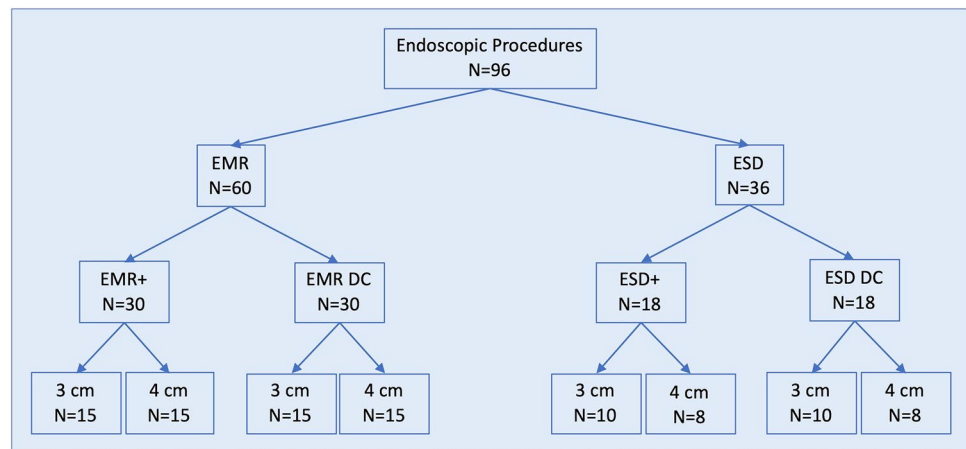 Endoscopic Procedures
N=96
EMR
N=60
ESD
N=36
EMR+
N=30
EMR DC
N=30
ESD+
N=18
ESD DC
N=18
3 cm
N=15
4 cm
N=15
3 cm
N=15
4 cm
N=15
3 cm
N=10
4 cm
N=8
3 cm
N=10
4 cm
N=8